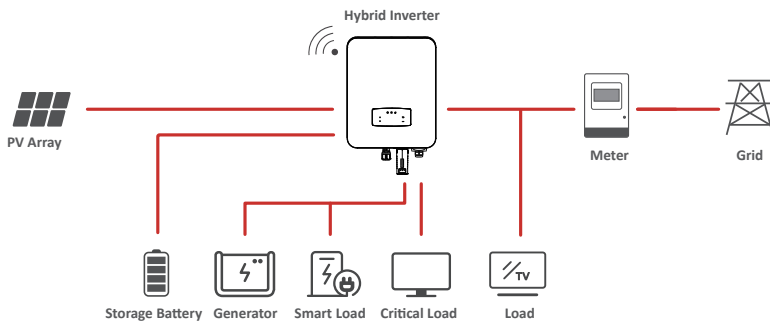 Hybrid Inverter
PV Array
Meter
Grid
TV
Storage Battery
Generator
Smart Load
Critical Load
Load